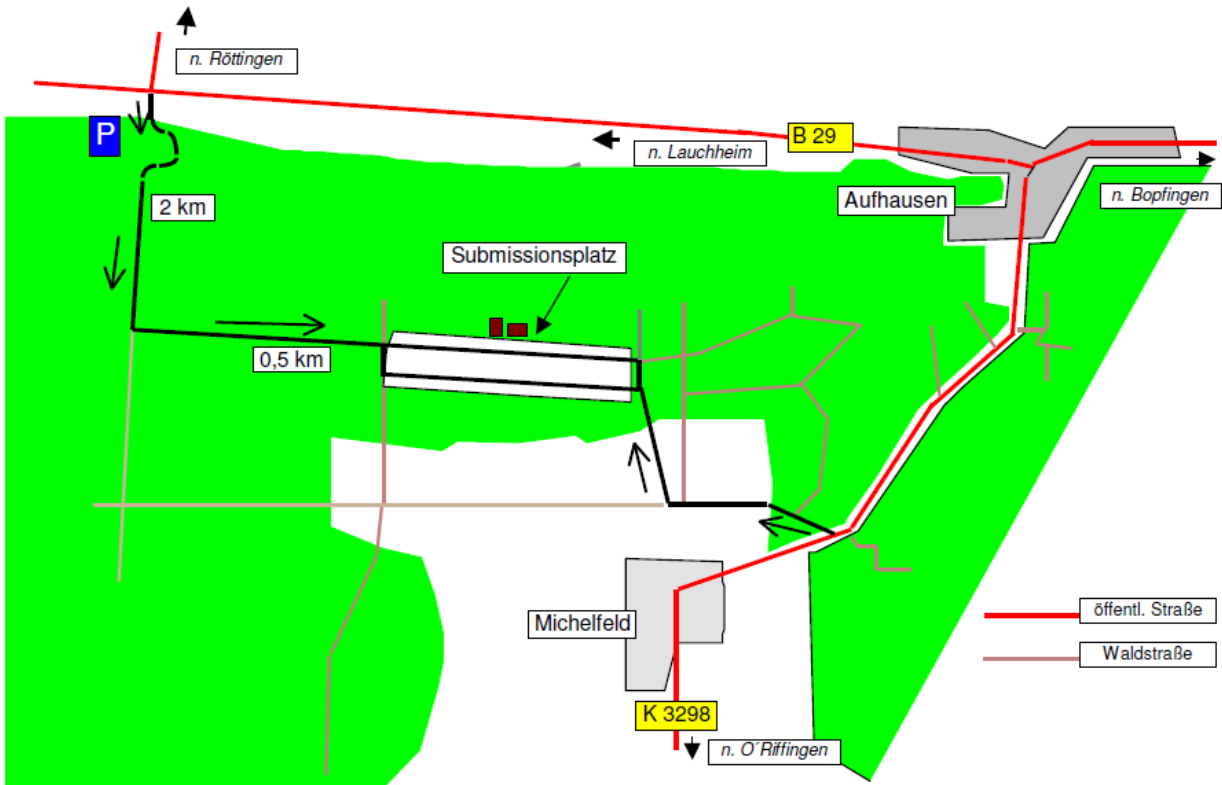 n. Röttingen
P
B 29
n. Lauchheim
n. Bopfingen
Aufhausen
2 km
Submissionsplatz
0,5 km
öffentl. Straße
Michelfeld
Waldstraße
K 3298
n. O´Riffingen